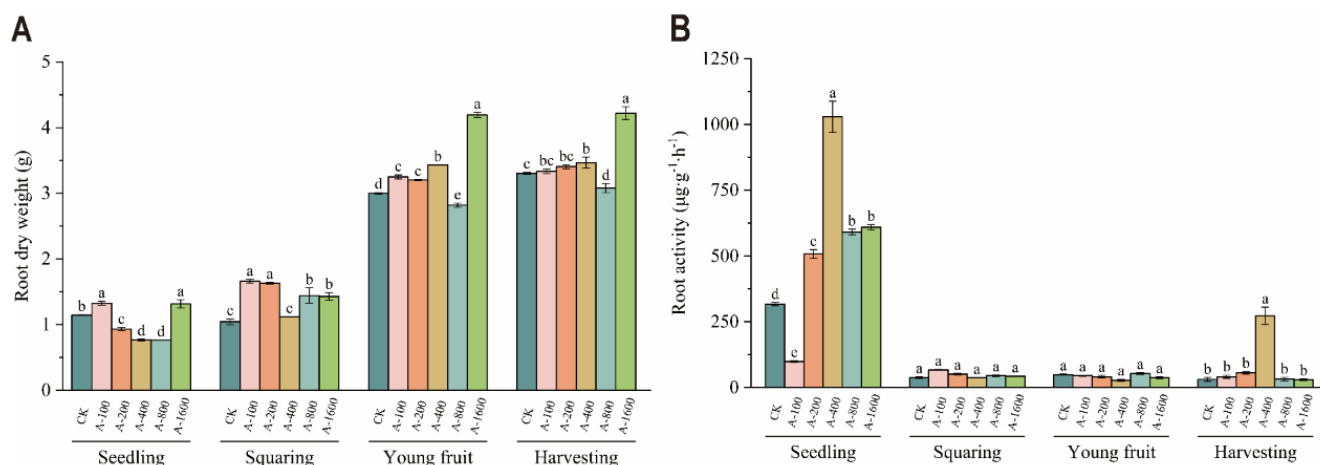 A
Root dry weight (g)
5
4
3
2
1
0
b a c d d a
c a a c b b
d c c b e a
c bc bc b d a
CK A-100 A-200 A-400 A-800 A-1600
CK A-100 A-200 A-400 A-800 A-1600
CK A-100 A-200 A-400 A-800 A-1600
CK A-100 A-200 A-400 A-800 A-1600
Seedling Squaring Young fruit Harvesting
B
Root activity (μg·g⁻¹·h⁻¹)
1250
1000
750
500
250
0
d e c a b b
a a a a a a
a a a a a a
b b b a b b
CK A-100 A-200 A-400 A-800 A-1600
CK A-100 A-200 A-400 A-800 A-1600
CK A-100 A-200 A-400 A-800 A-1600
CK A-100 A-200 A-400 A-800 A-1600
Seedling Squaring Young fruit Harvesting